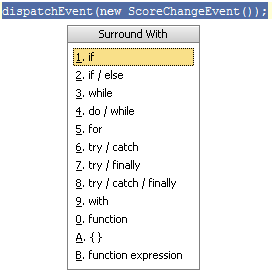 dispatchEvent(new ScoreChangeEvent());
Surround With
1. if
2. if / else
3. while
4. do / while
5. for
6. try / catch
7. try / finally
8. try / catch / finally
9. with
0. function
A. { }
B. function expression